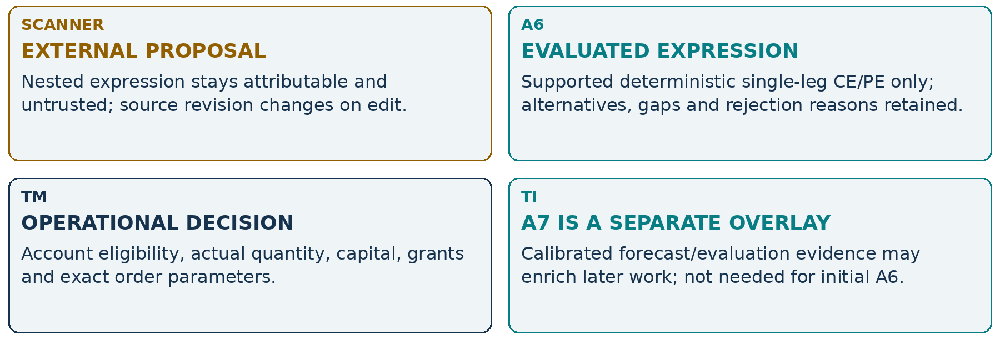 SCANNER
EXTERNAL PROPOSAL
Nested expression stays attributable and
untrusted; source revision changes on edit.
A6
EVALUATED EXPRESSION
Supported deterministic single-leg CE/PE only;
alternatives, gaps and rejection reasons retained.
TM
OPERATIONAL DECISION
Account eligibility, actual quantity, capital, grants
and exact order parameters.
TI
A7 IS A SEPARATE OVERLAY
Calibrated forecast/evaluation evidence may
enrich later work; not needed for initial A6.